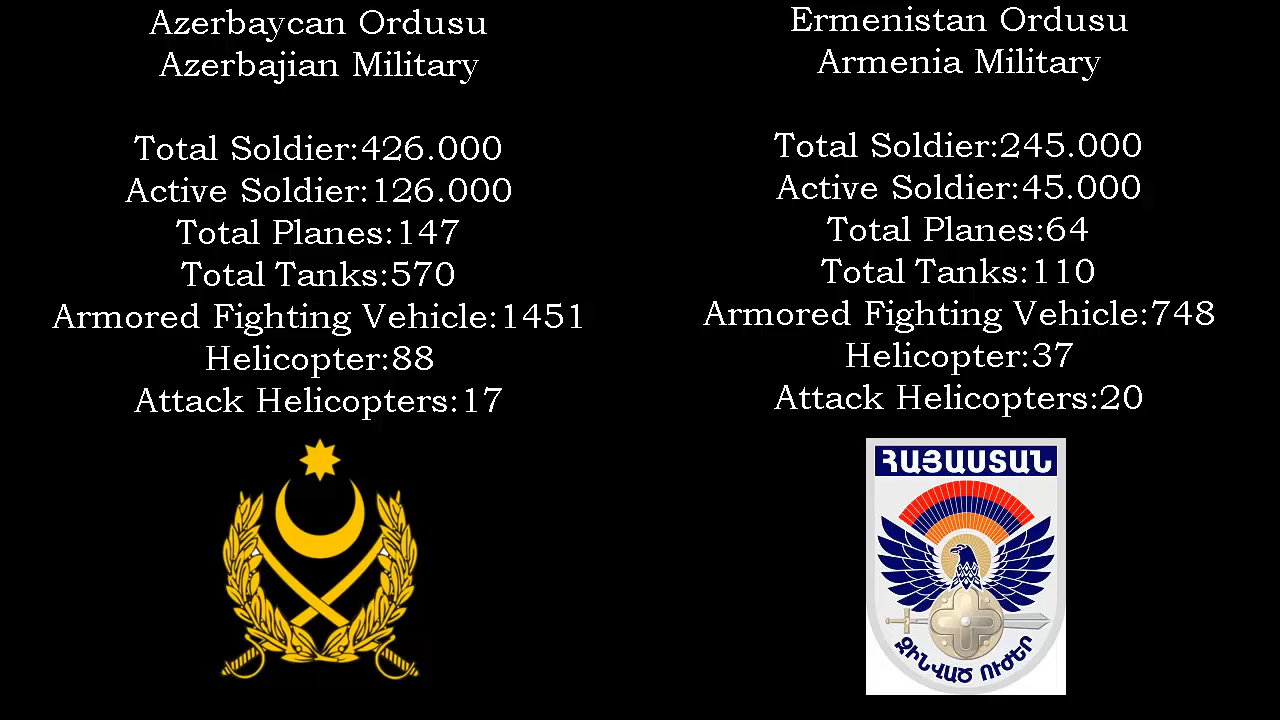 Azerbaycan Ordusu
Azerbajian Military
Total Soldier:426.000
Active Soldier:126.000
Total Planes:147
Total Tanks:570
Armored Fighting Vehicle:1451
Helicopter:88
Attack Helicopters:17
Ermenistan Ordusu
Armenia Military
Total Soldier:245.000
Active Soldier:45.000
Total Planes:64
Total Tanks:110
Armored Fighting Vehicle:748
Helicopter:37
Attack Helicopters:20
ՀԱՅԱՍՏԱՆ
ԶԻՆՎԱԾ ՈՒԺԵՐ